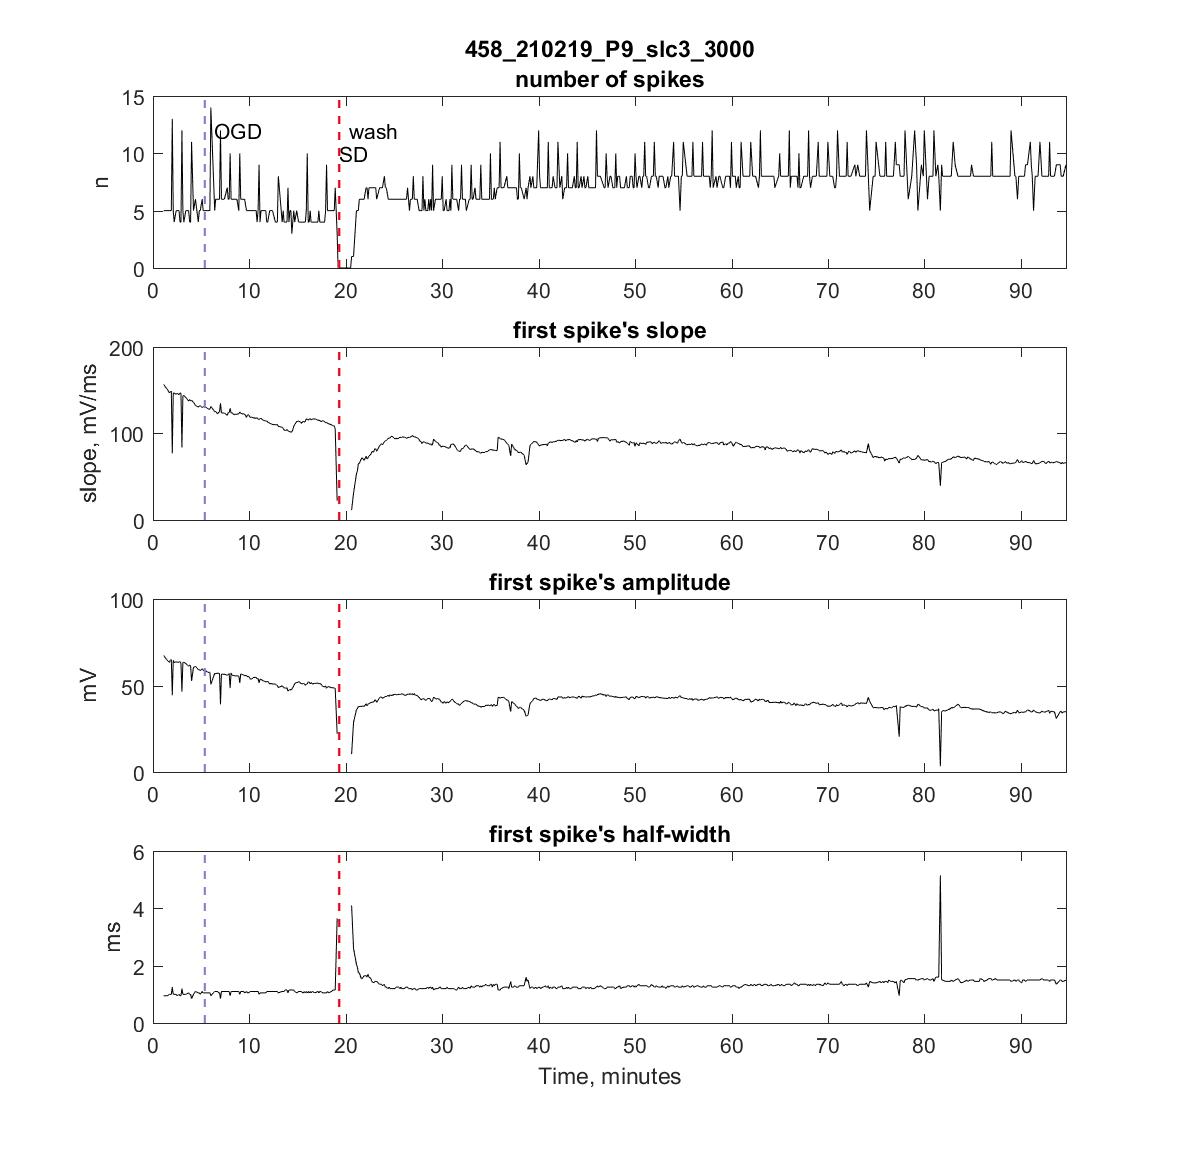 458_210219_P9_slc3_3000
number of spikes
15
10
5
0
n
OGD
wash
SD
0 10 20 30 40 50 60 70 80 90
first spike's slope
200
100
0
slope, mV/ms
0 10 20 30 40 50 60 70 80 90
first spike's amplitude
100
50
0
mV
0 10 20 30 40 50 60 70 80 90
first spike's half-width
6
4
2
0
ms
0 10 20 30 40 50 60 70 80 90
Time, minutes